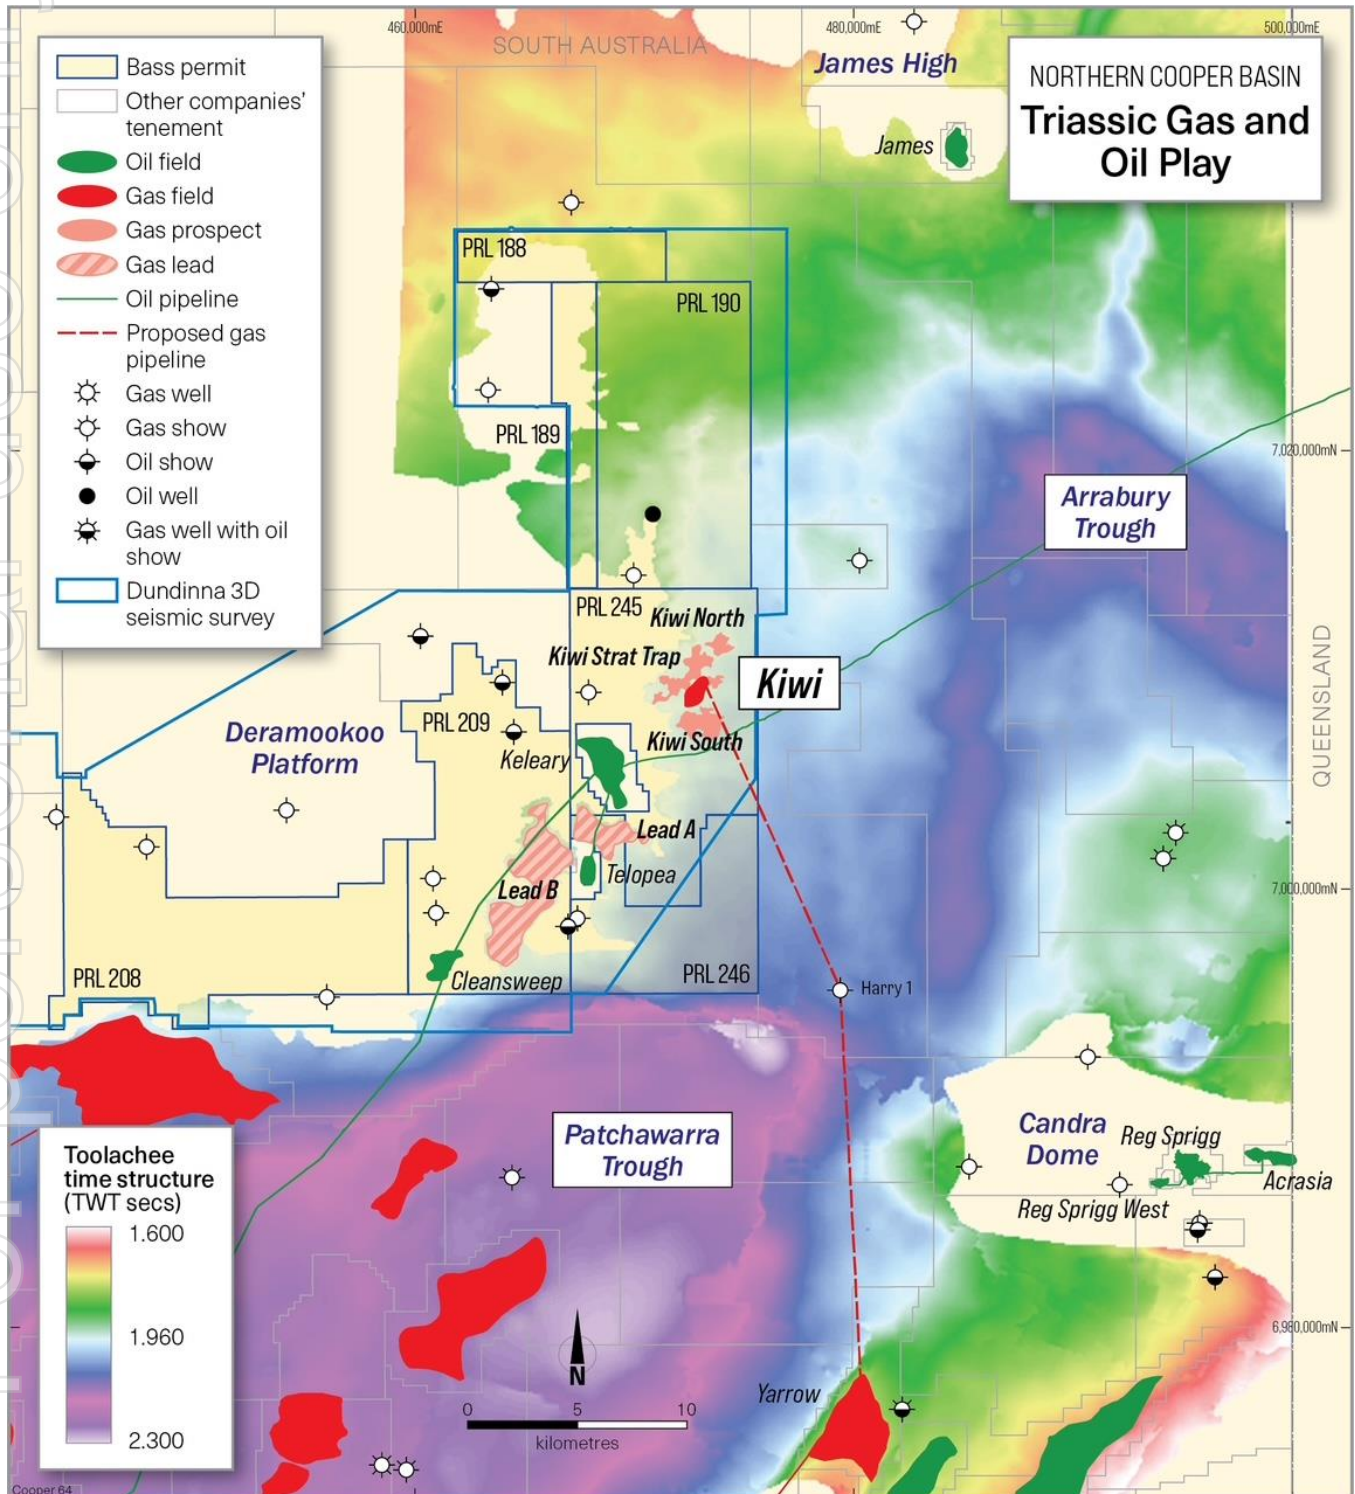 460,000mE
480,000mE
500,000mE
SOUTH AUSTRALIA
James High
NORTHERN COOPER BASIN
Triassic Gas and
Oil Play
Bass permit
Other companies'
tenement
Oil field
Gas field
Gas prospect
Gas lead
Oil pipeline
Proposed gas
pipeline
Gas well
Gas show
Oil show
Oil well
Gas well with oil
show
Dundinna 3D
seismic survey
James
PRL 188
PRL 190
PRL 189
7,020,000mN
Arrabury
Trough
PRL 245
Kiwi North
Kiwi Strat Trap
Kiwi
QUEENSLAND
PRL 209
Deramookoo
Platform
Kiwi South
Keleary
Lead A
Telopea
Lead B
7,000,000mN
PRL 208
Cleansweep
PRL 246
Harry 1
Patchawarra
Trough
Candra
Dome
Reg Sprigg
Acrasia
Reg Sprigg West
Toolachee
time structure
(TWT secs)
1.600
1.960
2.300
6,980,000mN
N
0 5 10
kilometres
Yarrow
Cooper 64